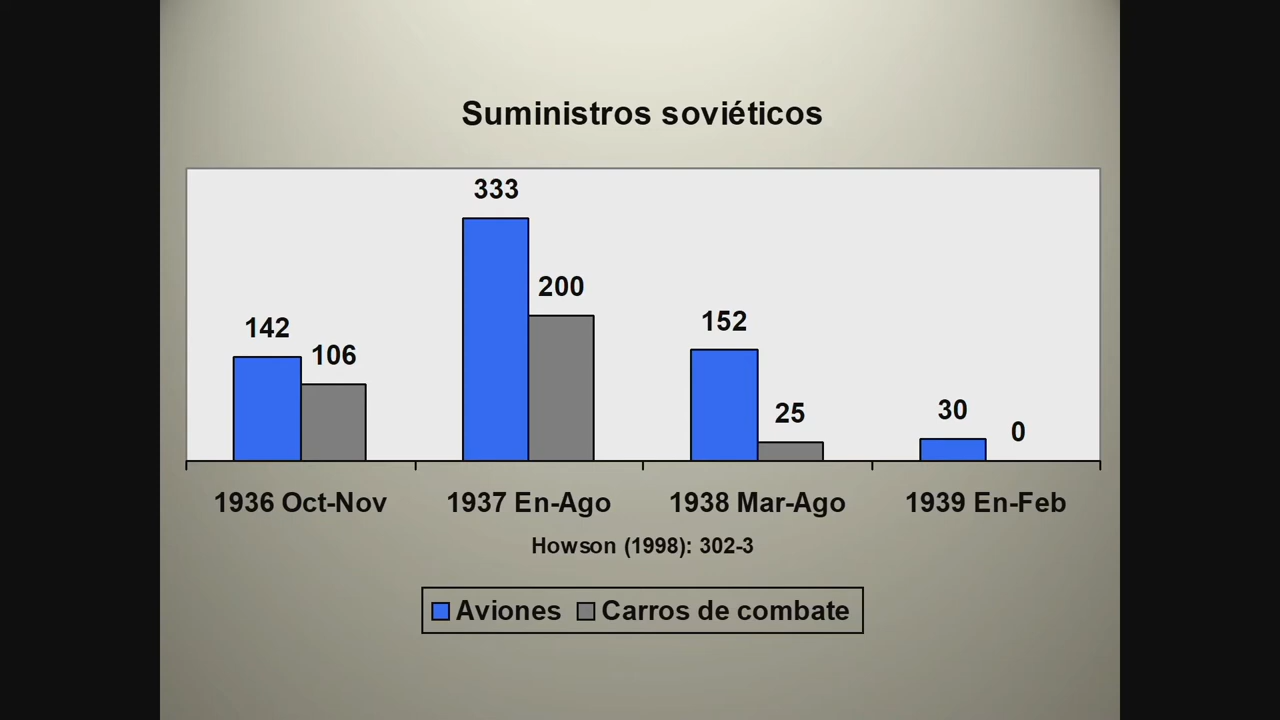 Suministros soviéticos
333
200
142
106
152
25
30
0
1936 Oct-Nov 1937 En-Ago 1938 Mar-Ago 1939 En-Feb
Howson (1998): 302-3
Aviones Carros de combate